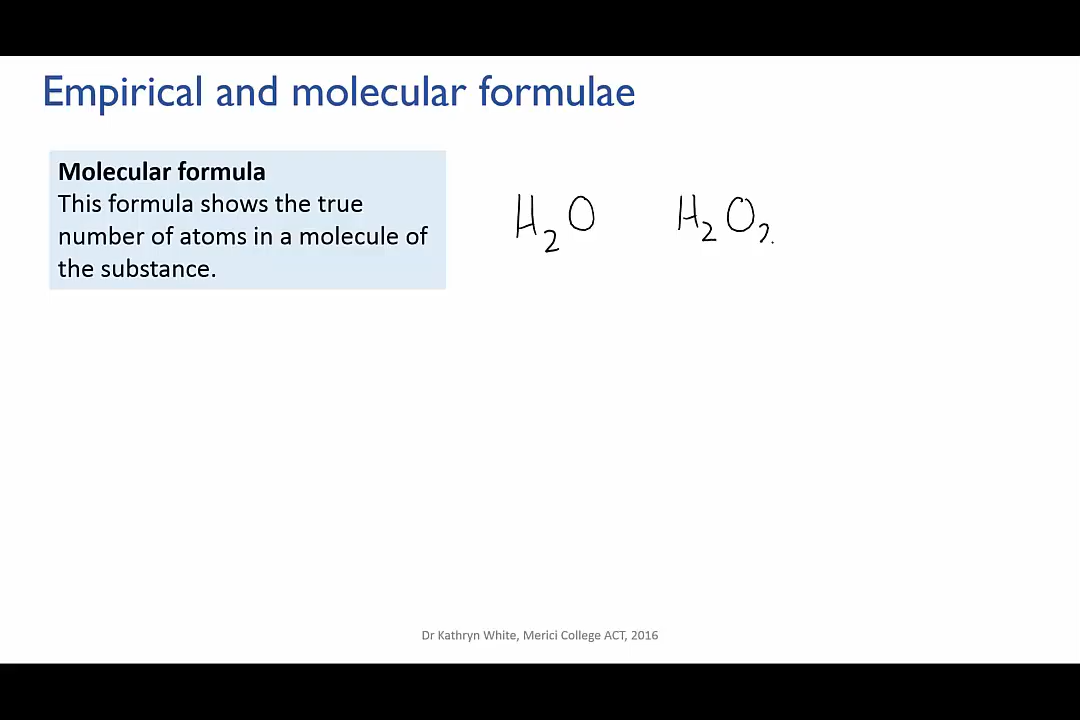 Empirical and molecular formulae
Molecular formula
This formula shows the true
number of atoms in a molecule of
the substance.
H₂O H₂O₂
Dr Kathryn White, Merici College ACT, 2016